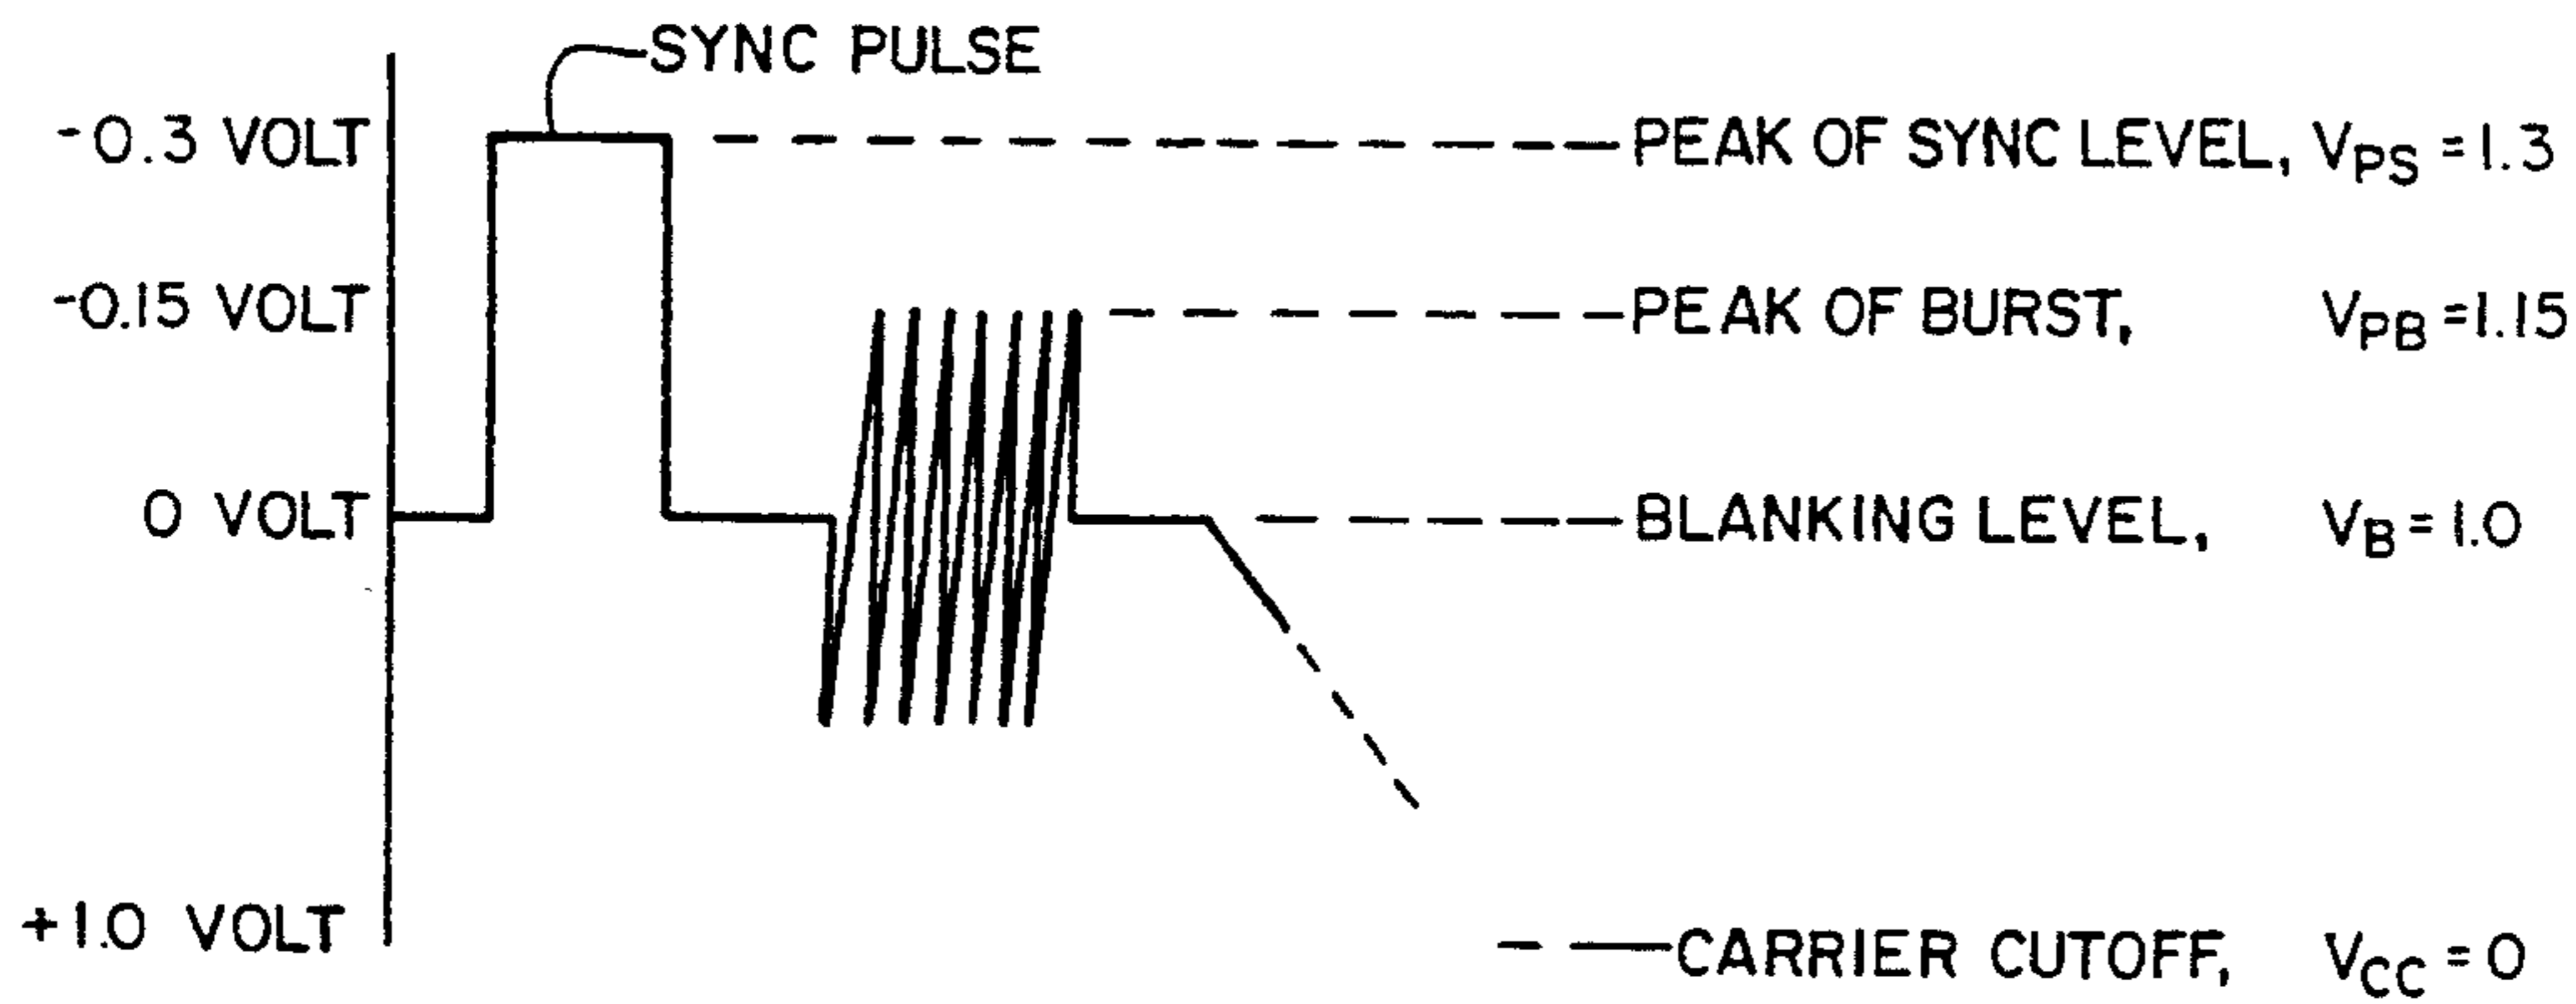 SYNC PULSE
-0.3 VOLT PEAK OF SYNC LEVEL, VPS = 1.3
-0.15 VOLT PEAK OF BURST, VPB = 1.15
0 VOLT BLANKING LEVEL, VB = 1.0
+1.0 VOLT CARRIER CUTOFF, VCC = 0